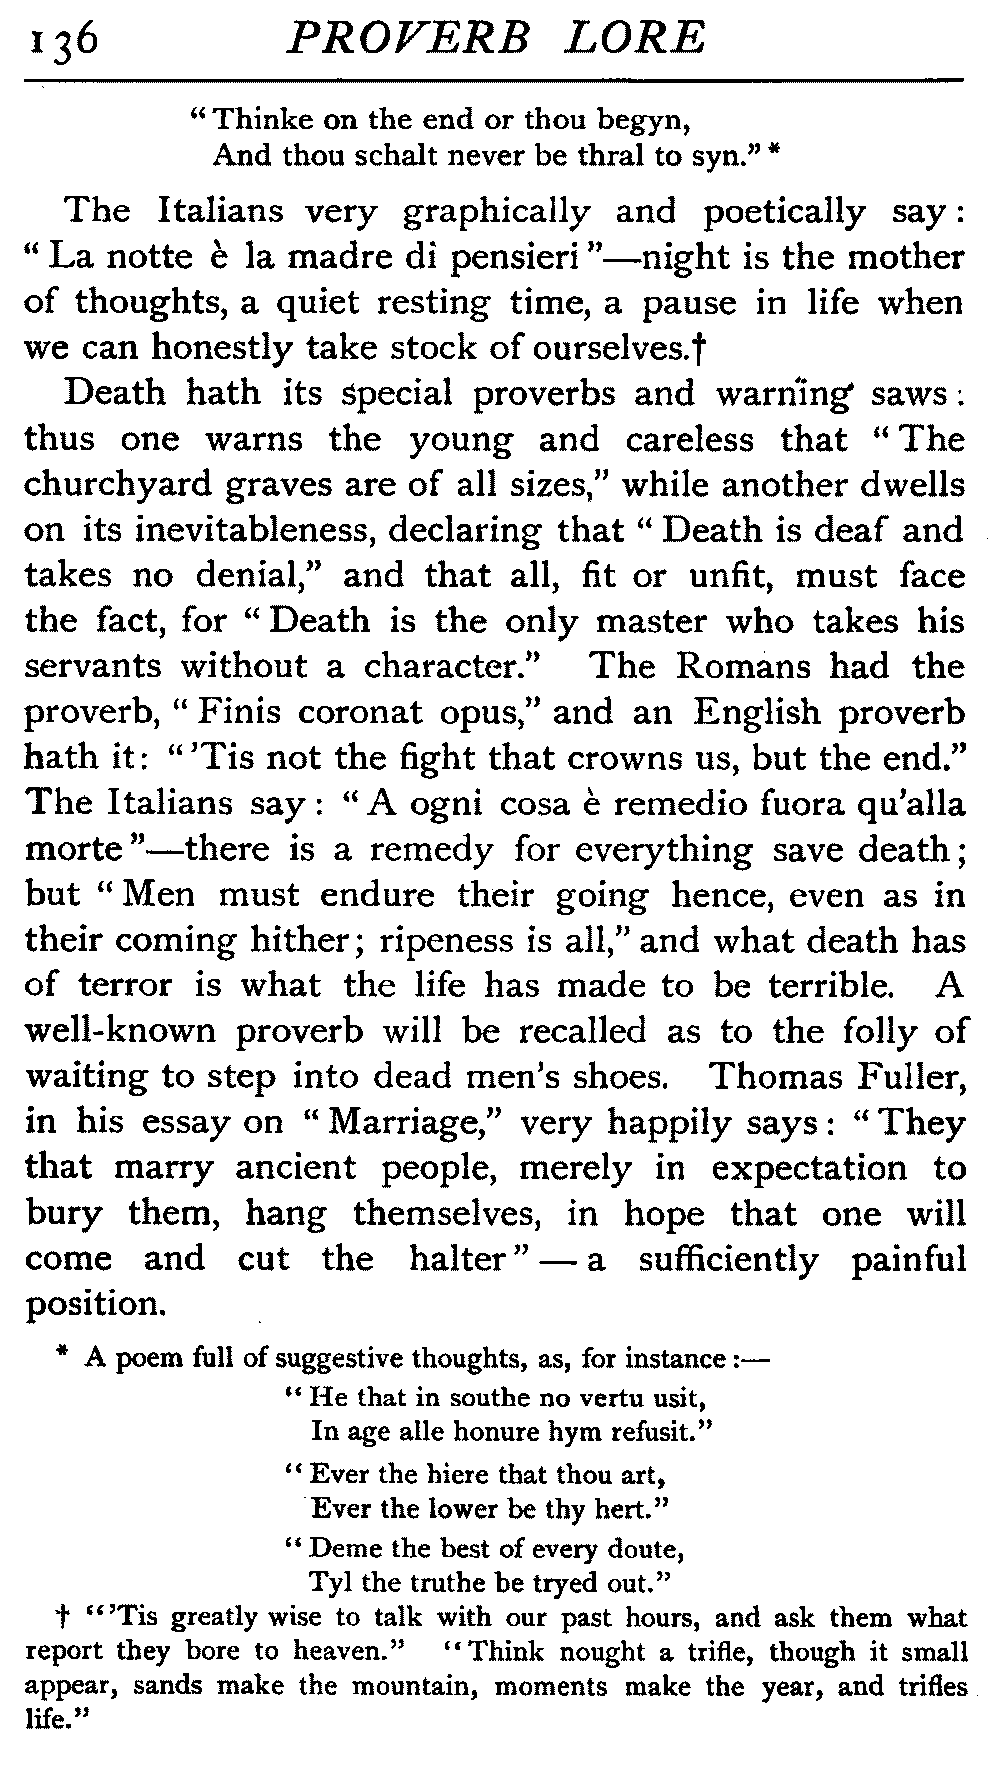 136 PROVERB LORE
“Thinke on the end or thou begyn,
And thou schalt never be thral to syn.” *
The Italians very graphically and poetically say :
“La notte è la madre di pensieri”—night is the mother
of thoughts, a quiet resting time, a pause in life when
we can honestly take stock of ourselves.†
Death hath its special proverbs and warning saws :
thus one warns the young and careless that “The
churchyard graves are of all sizes,” while another dwells
on its inevitableness, declaring that “Death is deaf and
takes no denial,” and that all, fit or unfit, must face
the fact, for “Death is the only master who takes his
servants without a character.” The Romans had the
proverb, “Finis coronat opus,” and an English proverb
hath it: “’Tis not the fight that crowns us, but the end.”
The Italians say : “A ogni cosa è remedio fuora qu’alla
morte”—there is a remedy for everything save death;
but “Men must endure their going hence, even as in
their coming hither; ripeness is all,” and what death has
of terror is what the life has made to be terrible. A
well-known proverb will be recalled as to the folly of
waiting to step into dead men’s shoes. Thomas Fuller,
in his essay on “Marriage,” very happily says : “They
that marry ancient people, merely in expectation to
bury them, hang themselves, in hope that one will
come and cut the halter” — a sufficiently painful
position.
* A poem full of suggestive thoughts, as, for instance :—
“He that in southe no vertu usit,
In age alle honure hym refusit.”
“Ever the hiere that thou art,
Ever the lower be thy hert.”
“Deme the best of every doute,
Tyl the truthe be tryed out.”
† “’Tis greatly wise to talk with our past hours, and ask them what
report they bore to heaven.” “Think nought a trifle, though it small
appear, sands make the mountain, moments make the year, and trifles
life.”